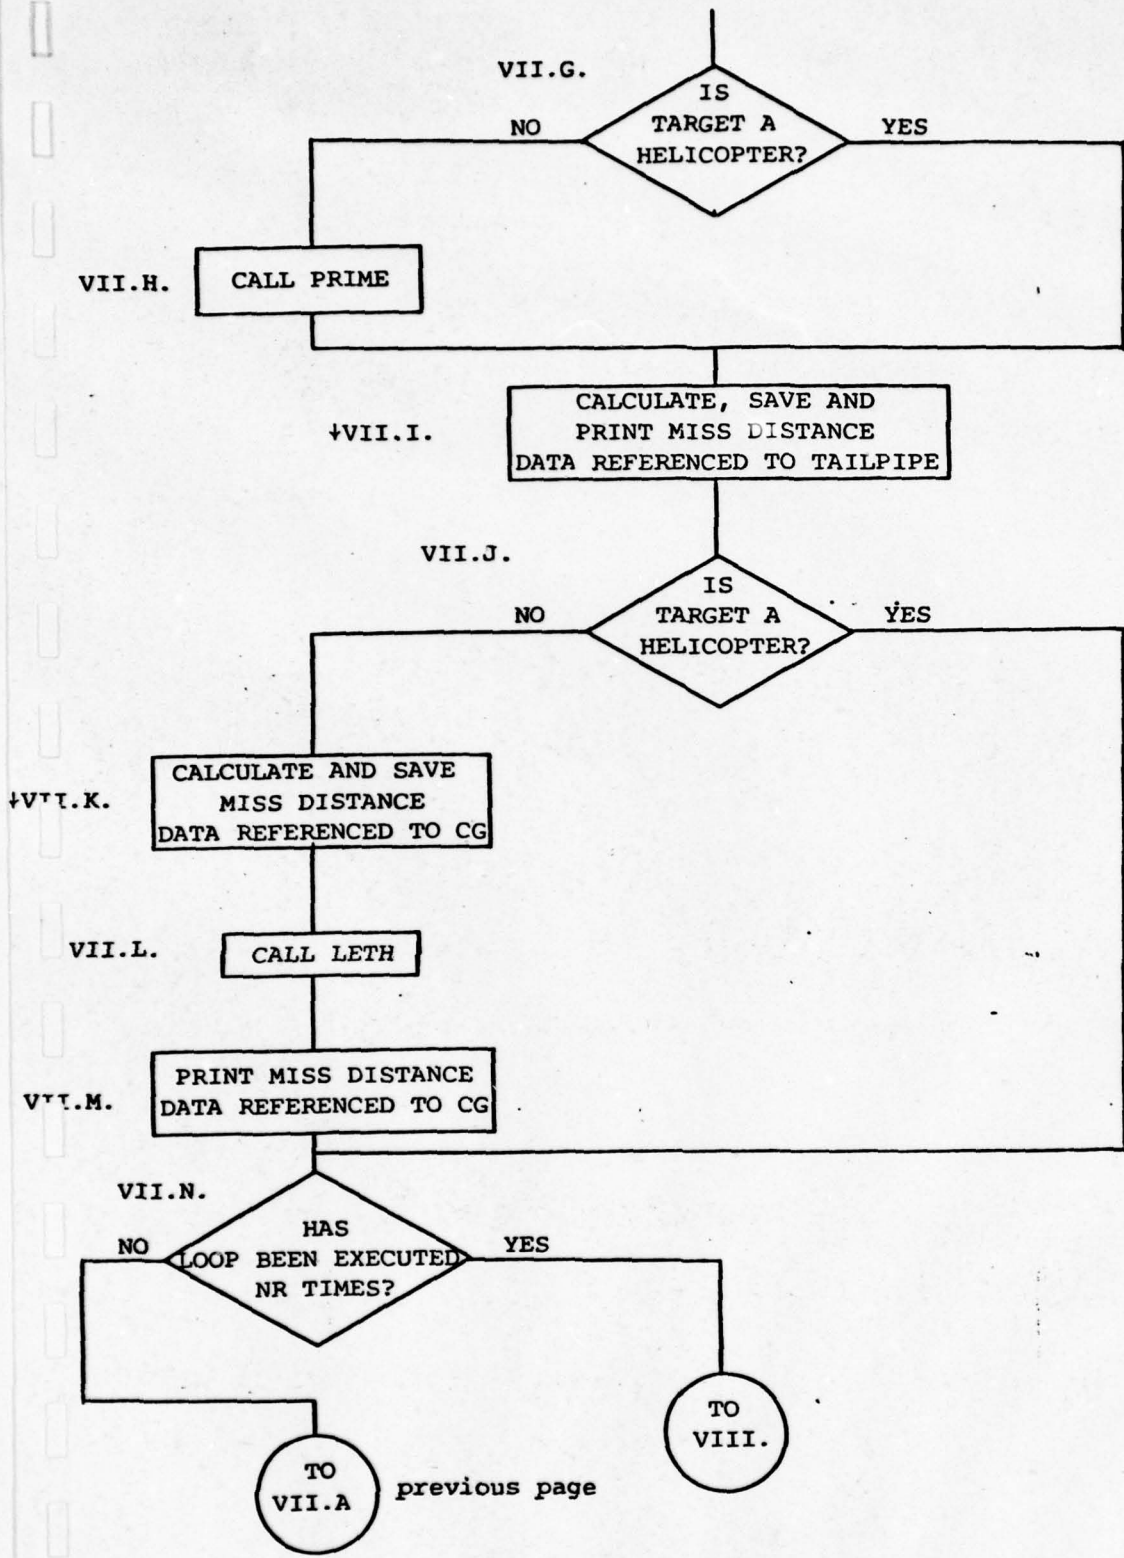 VII.G.
IS
TARGET A
HELICOPTER?
NO
YES
VII.H.
CALL PRIME
↓VII.I.
CALCULATE, SAVE AND
PRINT MISS DISTANCE
DATA REFERENCED TO TAILPIPE
VII.J.
IS
TARGET A
HELICOPTER?
NO
YES
↓VII.K.
CALCULATE AND SAVE
MISS DISTANCE
DATA REFERENCED TO CG
VII.L.
CALL LETH
VII.M.
PRINT MISS DISTANCE
DATA REFERENCED TO CG
VII.N.
HAS
LOOP BEEN EXECUTED
NR TIMES?
NO
YES
TO
VIII.
TO
VII.A
previous page